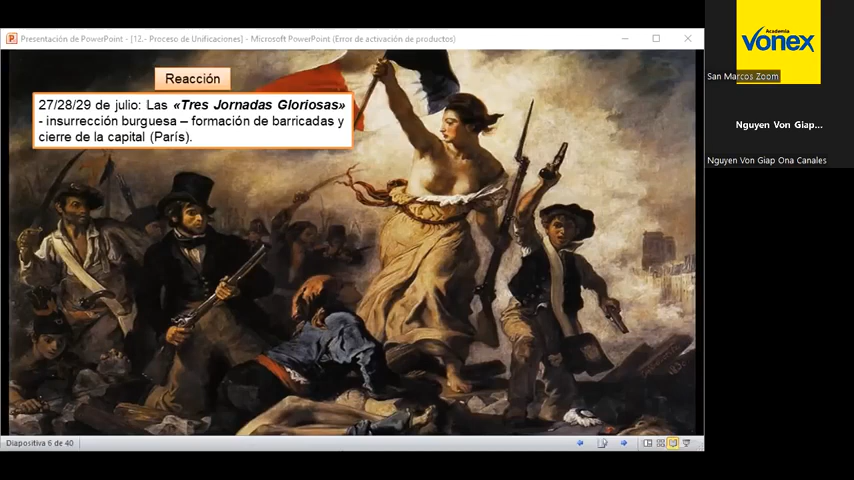 Presentación de PowerPoint - [12.- Proceso de Unificaciones] - Microsoft PowerPoint (Error de activación de productos)
Reacción
27/28/29 de julio: Las «Tres Jornadas Gloriosas»
- insurrección burguesa – formación de barricadas y
cierre de la capital (París).
Diapositiva 6 de 40
Academia
VONEX
San Marcos Zoom
Nguyen Von Giap...
Nguyen Von Giap Ona Canales